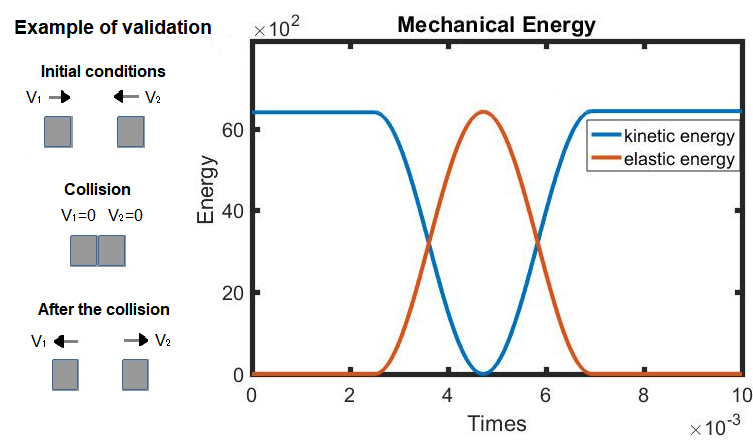 Example of validation
Initial conditions
V₁ V₂
Collision
V₁=0 V₂=0
After the collision
V₁ V₂
×10²
Mechanical Energy
Energy
60
40
20
0
kinetic energy
elastic energy
0 2 4 6 8 10
Times
×10⁻³